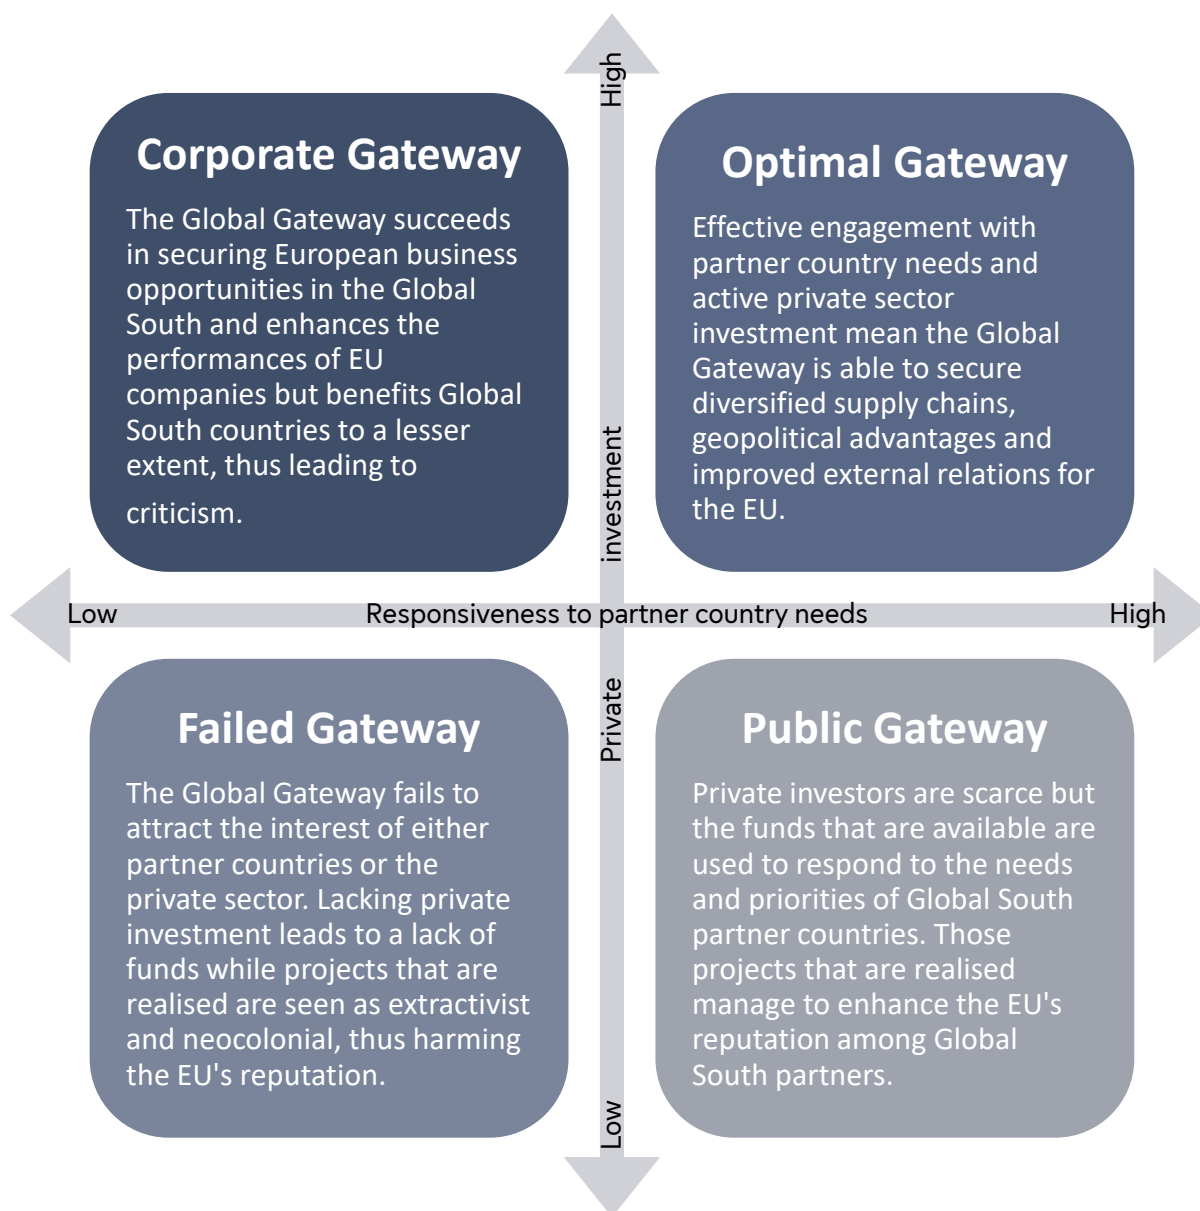 High
Corporate Gateway
The Global Gateway succeeds
in securing European business
opportunities in the Global
South and enhances the
performances of EU
companies but benefits Global
South countries to a lesser
extent, thus leading to
criticism.
Optimal Gateway
Effective engagement with
partner country needs and
active private sector
investment mean the Global
Gateway is able to secure
diversified supply chains,
geopolitical advantages and
improved external relations for
the EU.
Private investment
Low
Responsiveness to partner country needs
High
Failed Gateway
The Global Gateway fails to
attract the interest of either
partner countries or the
private sector. Lacking private
investment leads to a lack of
funds while projects that are
realised are seen as extractivist
and neocolonial, thus harming
the EU's reputation.
Public Gateway
Private investors are scarce but
the funds that are available are
used to respond to the needs
and priorities of Global South
partner countries. Those
projects that are realised
manage to enhance the EU's
reputation among Global
South partners.
Low